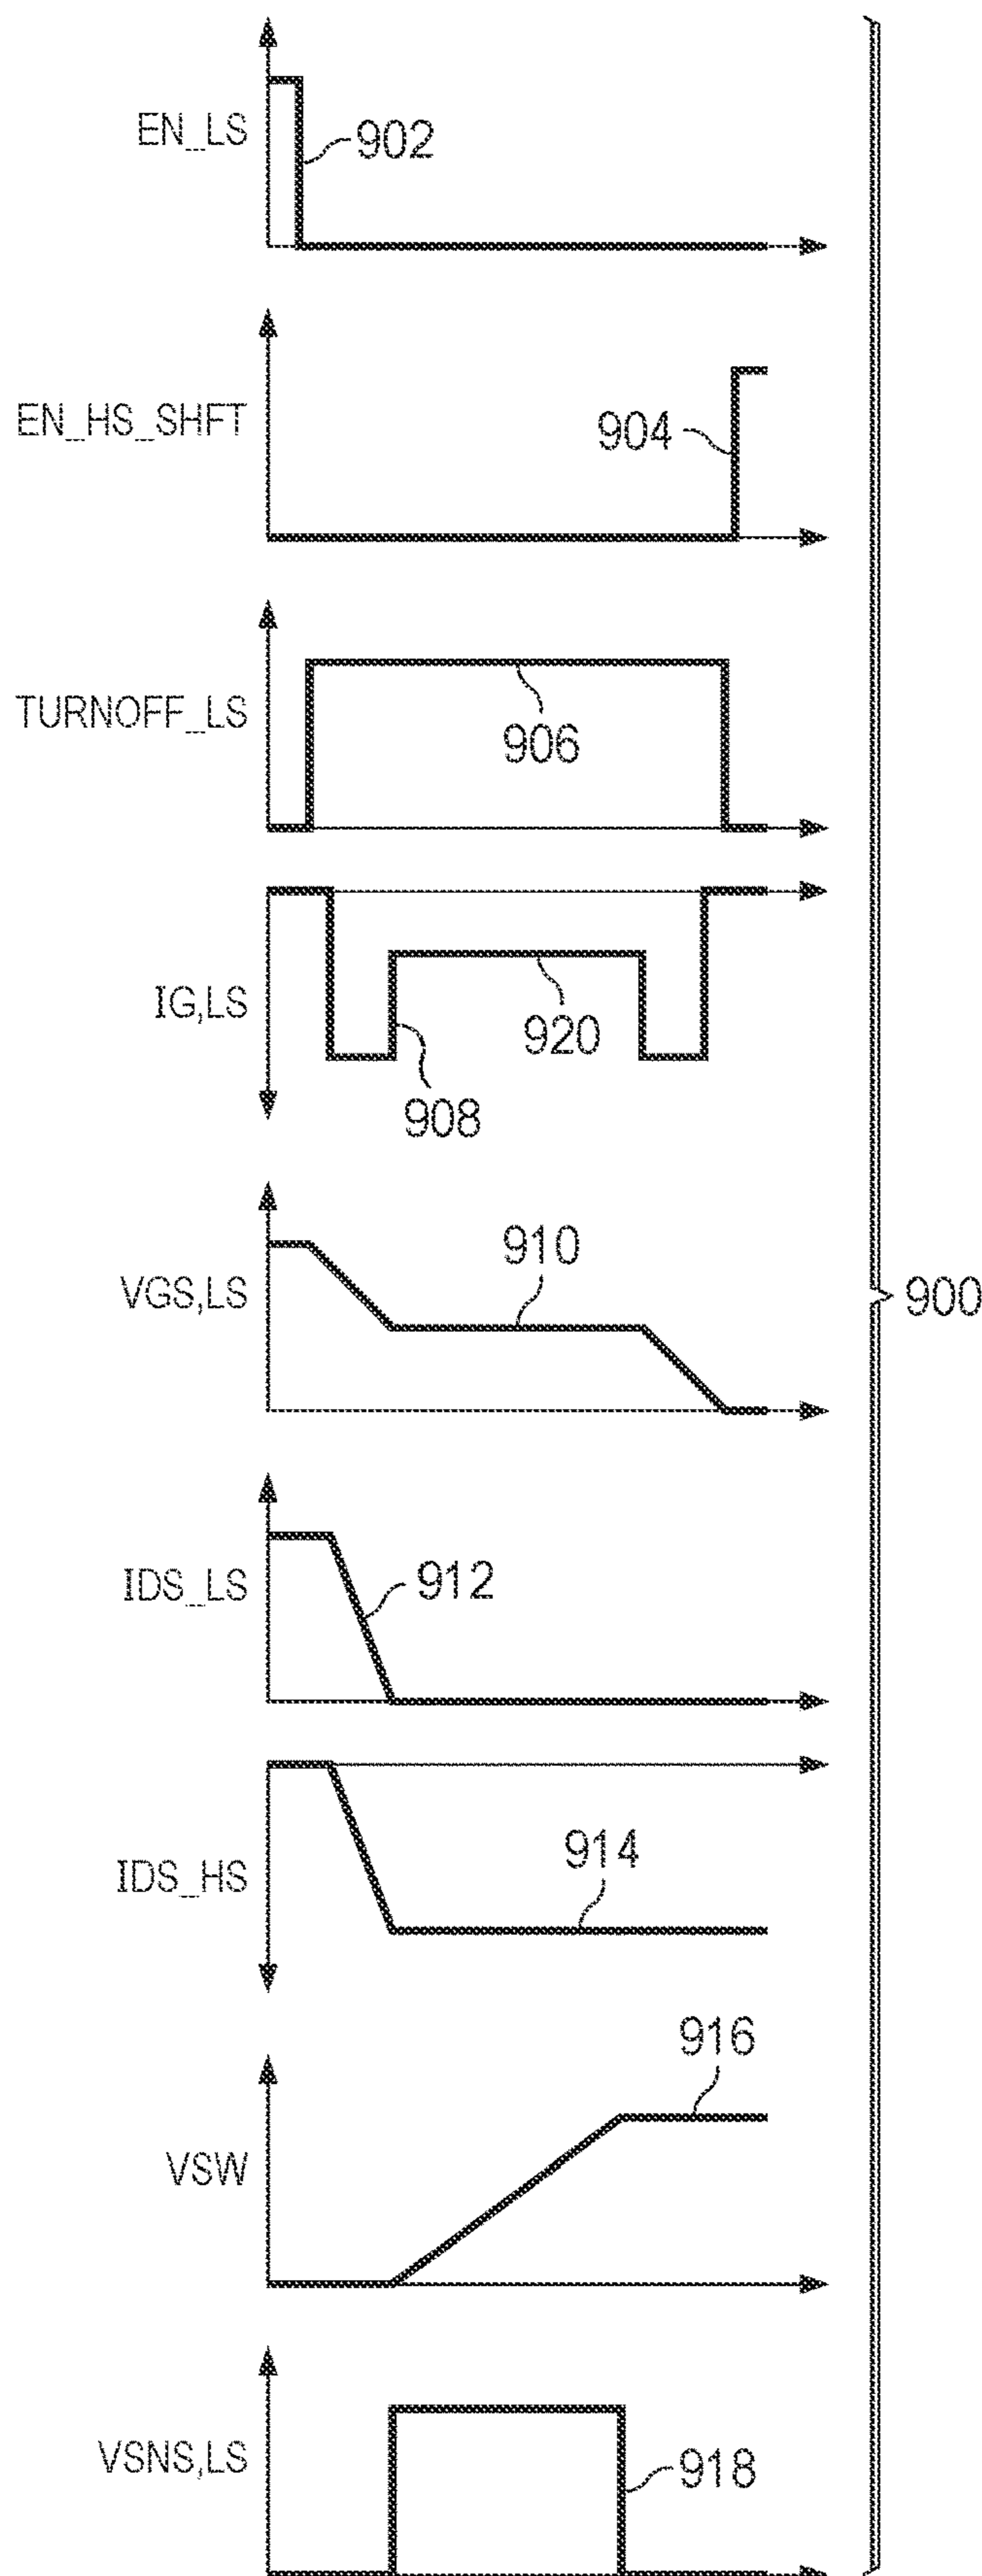 EN_LS
902
EN_HS_SHFT
904
TURNOFF_LS
906
IG,LS
920
908
VGS,LS
910
900
IDS_LS
912
IDS_HS
914
VSW
916
VSNS,LS
918